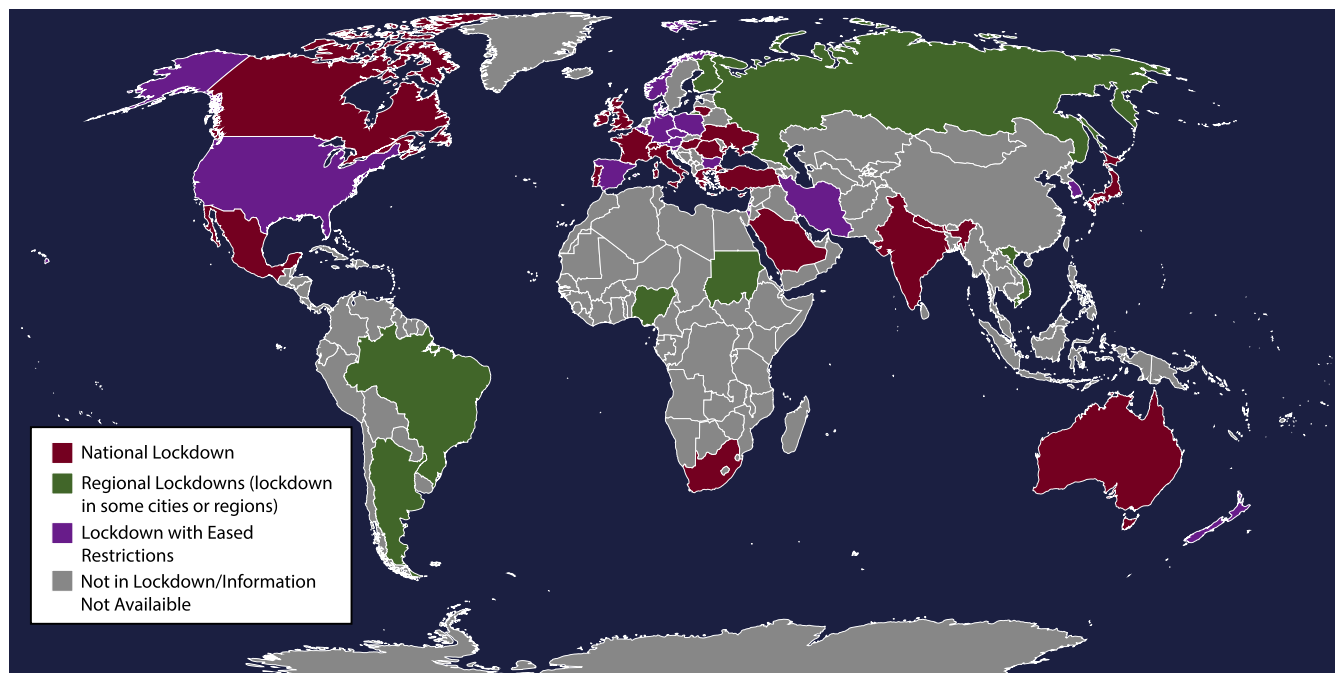 National Lockdown
Regional Lockdowns (lockdown
in some cities or regions)
Lockdown with Eased
Restrictions
Not in Lockdown/Information
Not Availaible